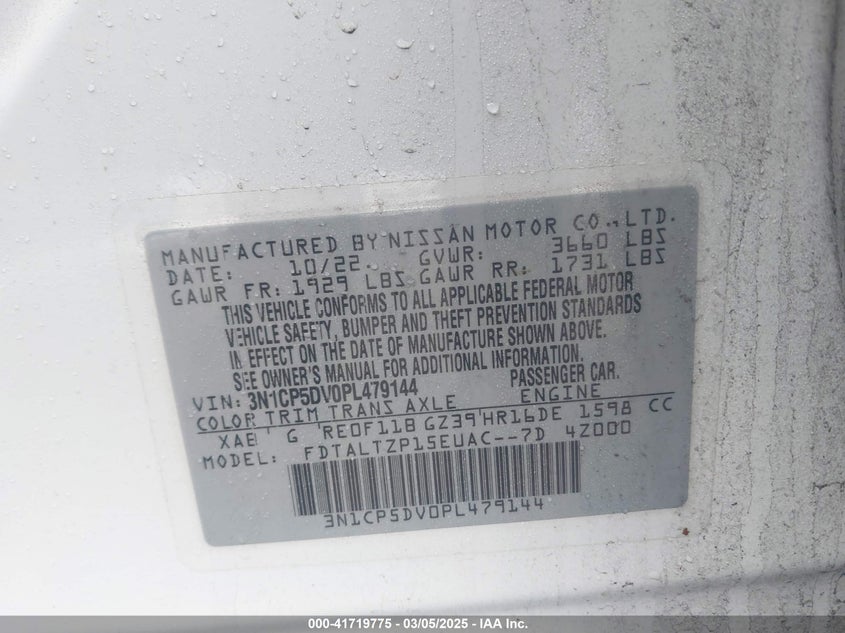 MANUFACTURED BY NISSAN MOTOR CO., LTD.
DATE: 10/22 GVWR: 3660 LBS
GAWR FR: 1929 LBS GAWR RR: 1731 LBS
THIS VEHICLE CONFORMS TO ALL APPLICABLE FEDERAL MOTOR
VEHICLE SAFETY, BUMPER AND THEFT PREVENTION STANDARDS
IN EFFECT ON THE DATE OF MANUFACTURE SHOWN ABOVE.
SEE OWNER'S MANUAL FOR ADDITIONAL INFORMATION.
VIN: 3N1CP5DV0PL479144 PASSENGER CAR.
COLOR TRIM TRANS AXLE ENGINE
XAB G RE0F11B GZ39 HR16DE 1598 CC
MODEL: FDTALTZP15EUAC--7D 4Z000
3N1CP5DV0PL479144
000-41719775 - 03/05/2025 - IAA Inc.